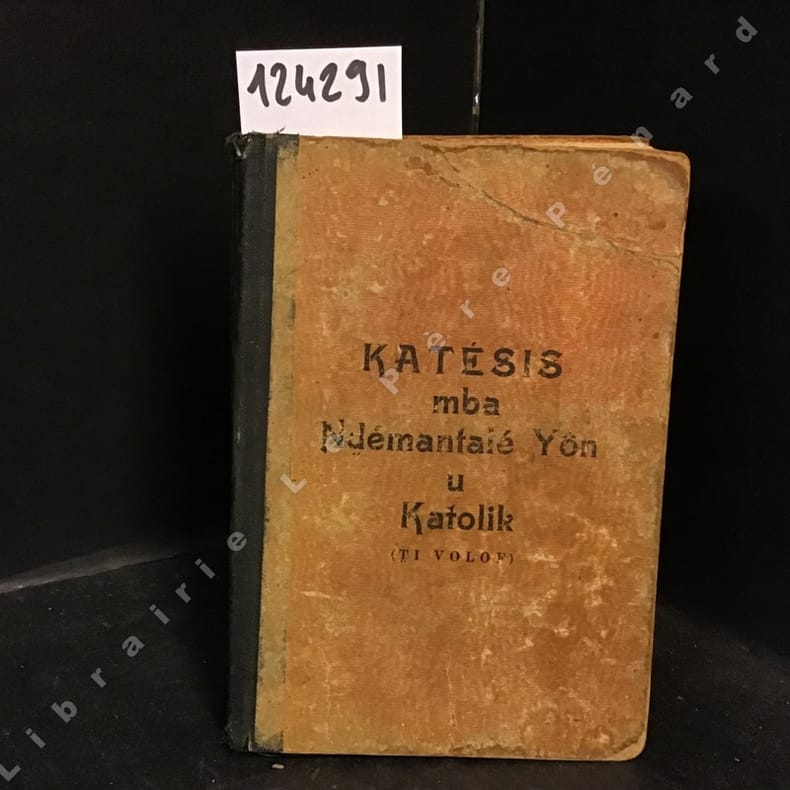 124291
KATÉSIS
mba
Ndémantalé Yôn
u
Katolik
(TI VOLOF)
Librairie Le Père Pénard